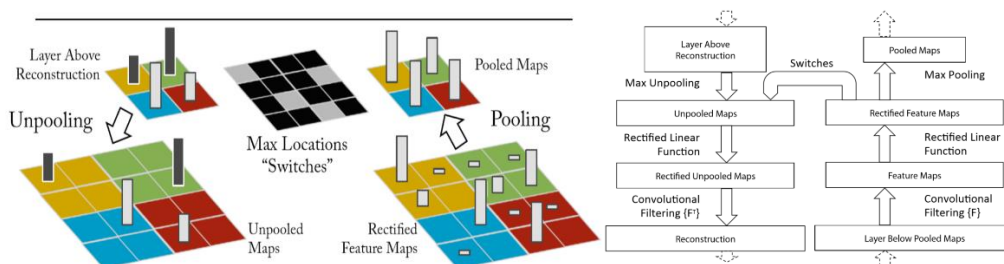 Layer Above
Reconstruction
Unpooling
Max Locations
"Switches"
Pooled Maps
Pooling
Unpooled
Maps
Rectified
Feature Maps
Layer Above
Reconstruction
Max Unpooling
Unpooled Maps
Rectified Linear
Function
Rectified Unpooled Maps
Convolutional
Filtering {Fᵀ}
Reconstruction
Switches
Pooled Maps
Max Pooling
Rectified Feature Maps
Rectified Linear
Function
Feature Maps
Convolutional
Filtering {F}
Layer Below Pooled Maps